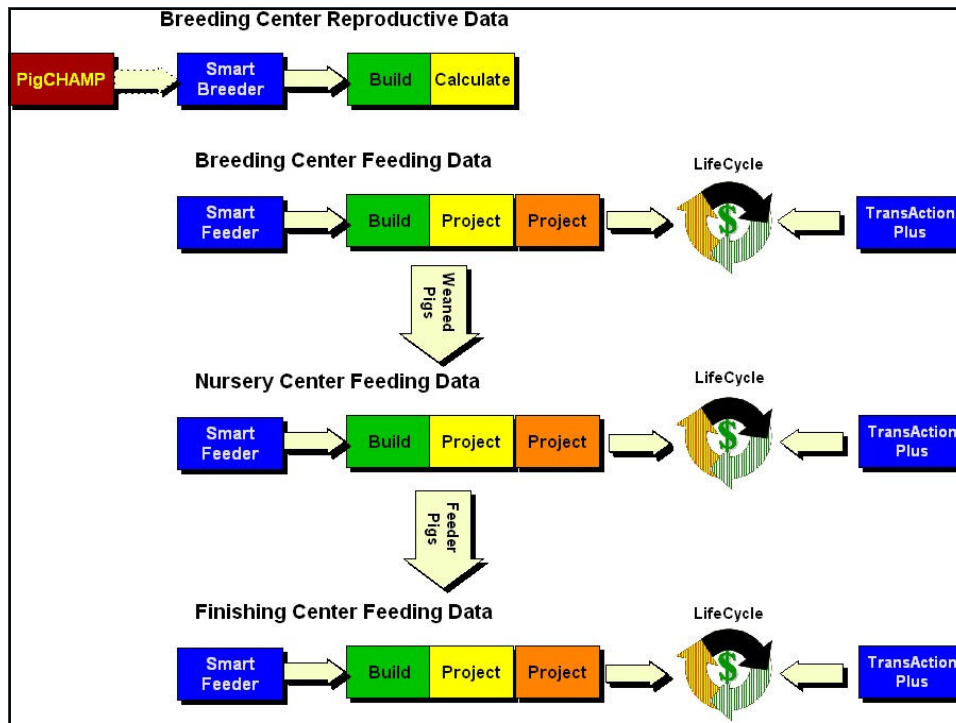 Breeding Center Reproductive Data
PigCHAMP
Smart
Breeder
Build
Calculate
Breeding Center Feeding Data
LifeCycle
Smart
Feeder
Build
Project
Project
$
TransAction
Plus
Weaned
Pigs
Nursery Center Feeding Data
LifeCycle
Smart
Feeder
Build
Project
Project
$
TransAction
Plus
Feeder
Pigs
Finishing Center Feeding Data
LifeCycle
Smart
Feeder
Build
Project
Project
$
TransAction
Plus